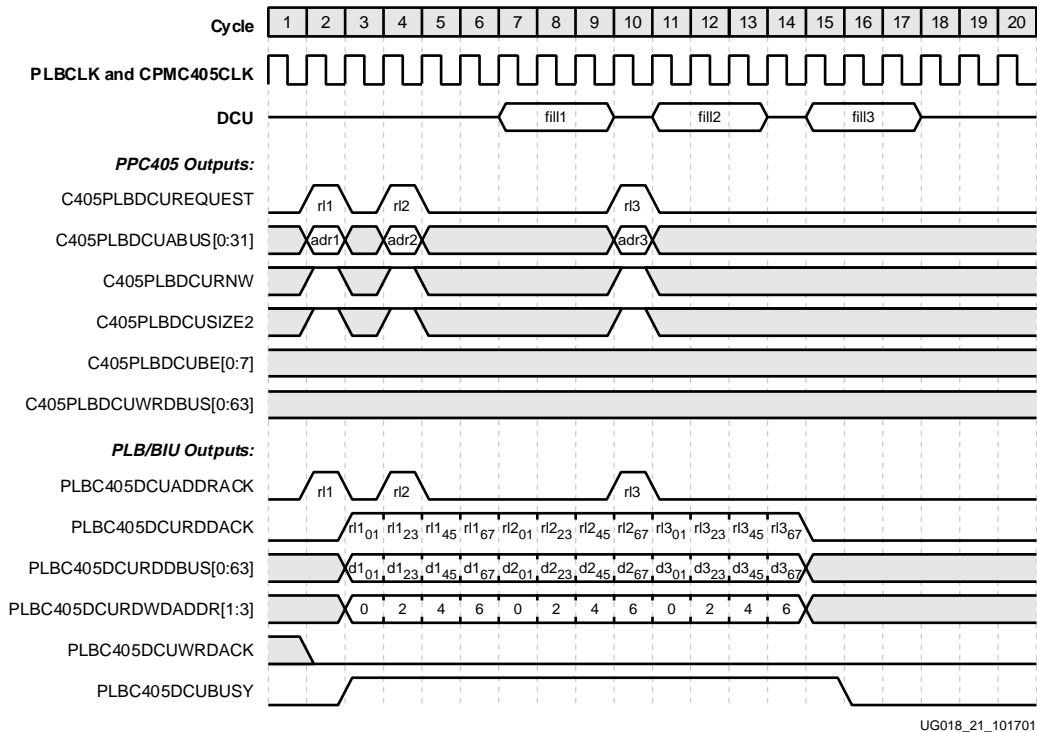 Cycle 1 2 3 4 5 6 7 8 9 10 11 12 13 14 15 16 17 18 19 20
PLBCLK and CPMC405CLK
DCU fill1 fill2 fill3
PPC405 Outputs:
C405PLBDCUREQUEST rl1 rl2 rl3
C405PLBDCUABUS[0:31] adr1 adr2 adr3
C405PLBDCURNW
C405PLBDCUSIZE2
C405PLBDCUBE[0:7]
C405PLBDCUWRDBUS[0:63]
PLB/BIU Outputs:
PLBC405DCUADDRACK rl1 rl2 rl3
PLBC405DCURDDACK rl1₀₁ rl1₂₃ rl1₄₅ rl1₆₇ rl2₀₁ rl2₂₃ rl2₄₅ rl2₆₇ rl3₀₁ rl3₂₃ rl3₄₅ rl3₆₇
PLBC405DCURDDBUS[0:63] d1₀₁ d1₂₃ d1₄₅ d1₆₇ d2₀₁ d2₂₃ d2₄₅ d2₆₇ d3₀₁ d3₂₃ d3₄₅ d3₆₇
PLBC405DCURDWDADDR[1:3] 0 2 4 6 0 2 4 6 0 2 4 6
PLBC405DCUWRDACK
PLBC405DCUBUSY
UG018_21_101701